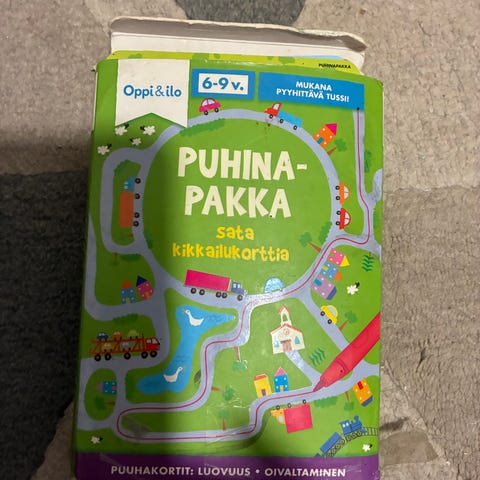 PUHINAPAKKA
Oppi&ilo
6-9 v.
MUKANA
PYYHITTÄVÄ TUSSI!
PUHINA-
PAKKA
sata
kikkailukorttia
PUUHAKORTIT: LUOVUUS • OIVALTAMINEN